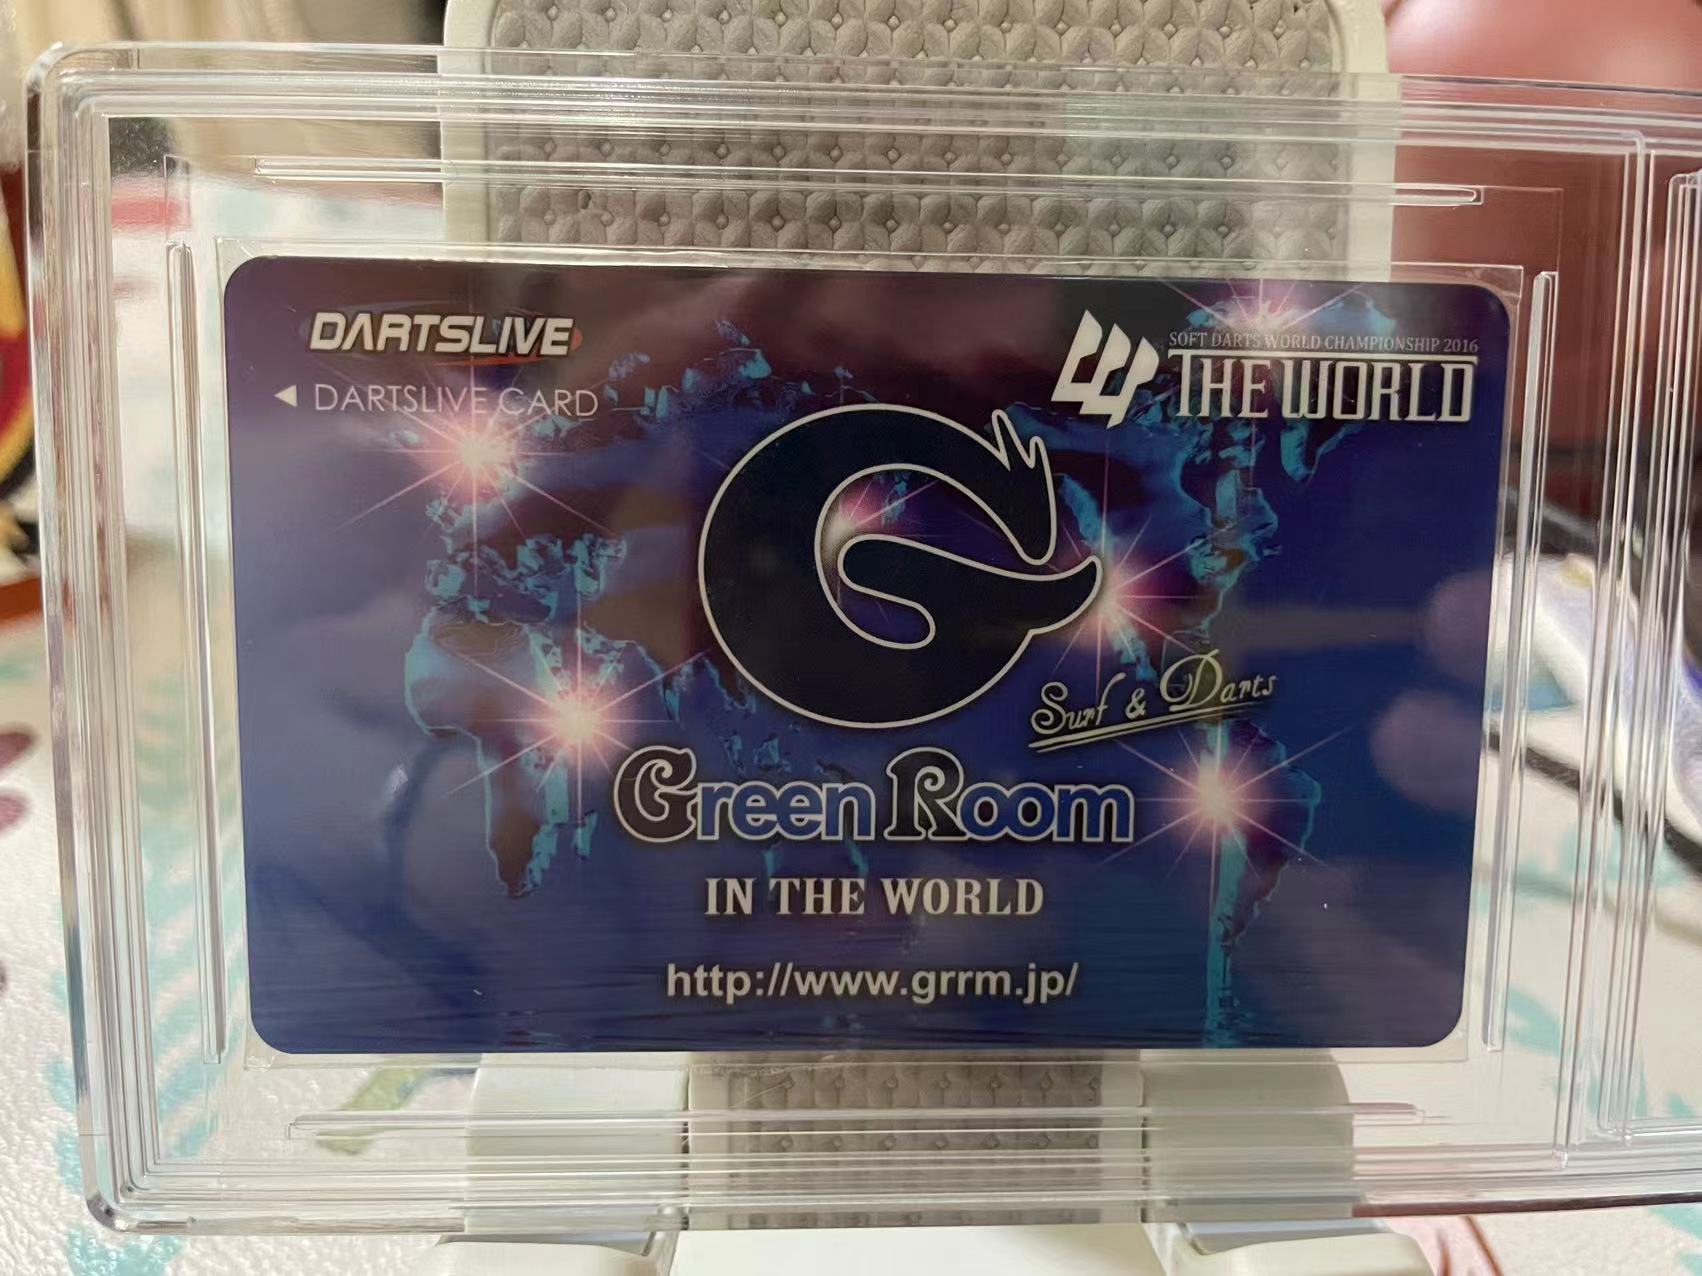 DARTSLIVE
◀ DARTSLIVE CARD
SOFT DARTS WORLD CHAMPIONSHIP 2016
THE WORLD
Surf & Darts
Green Room
IN THE WORLD
http://www.grrm.jp/